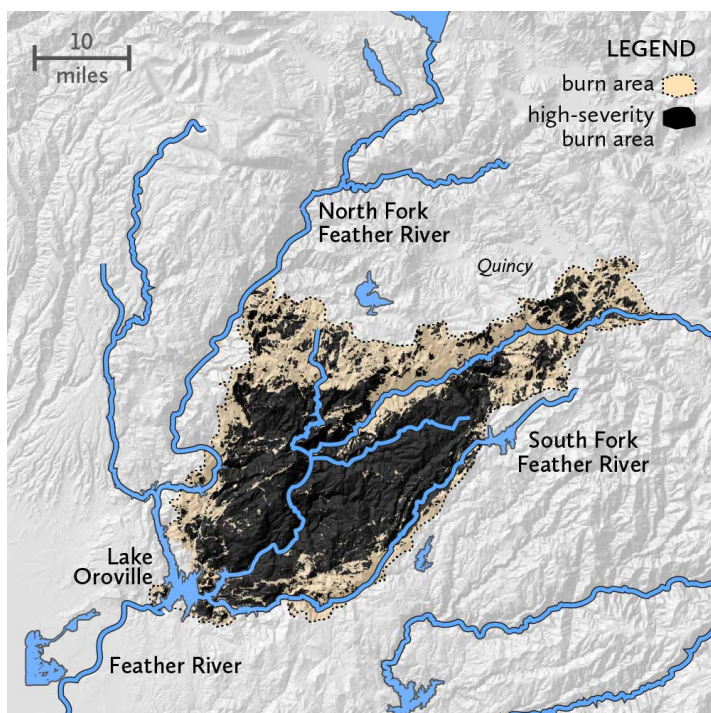 10
miles
LEGEND
burn area
high-severity
burn area
North Fork
Feather River
Quincy
South Fork
Feather River
Lake
Oroville
Feather River